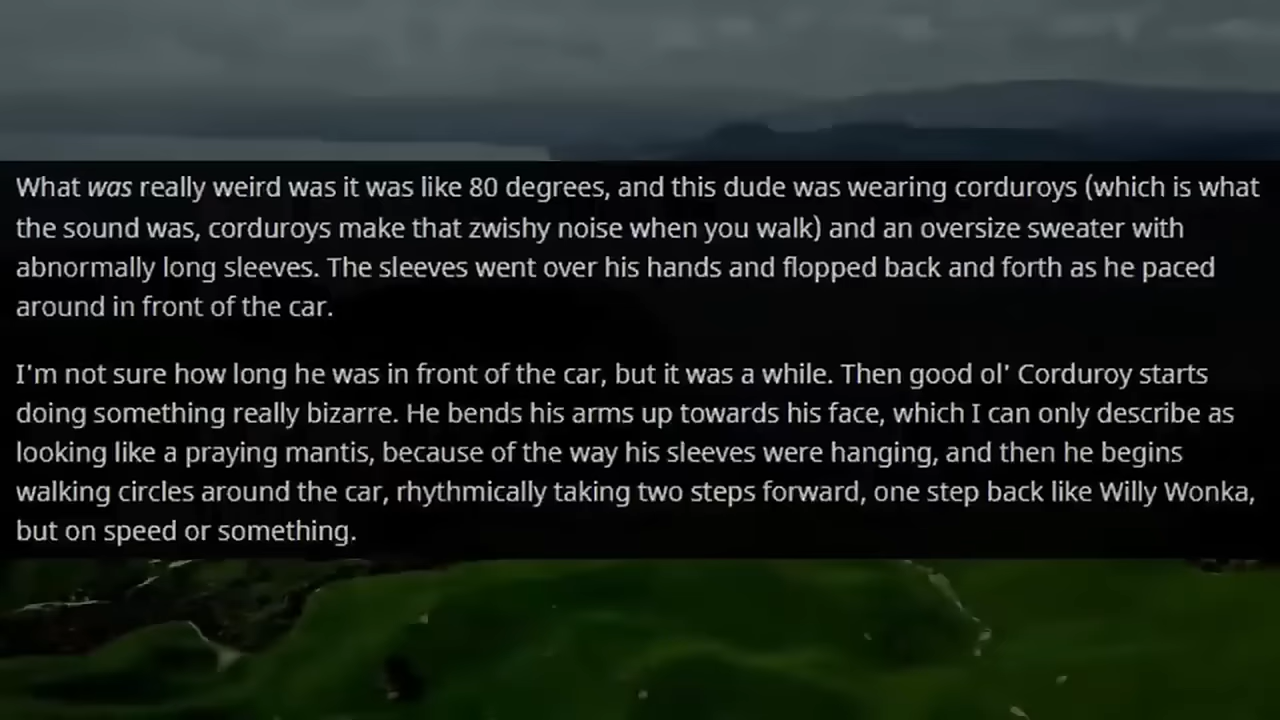 What was really weird was it was like 80 degrees, and this dude was wearing corduroys (which is what
the sound was, corduroys make that zwishy noise when you walk) and an oversize sweater with
abnormally long sleeves. The sleeves went over his hands and flopped back and forth as he paced
around in front of the car.
I'm not sure how long he was in front of the car, but it was a while. Then good ol' Corduroy starts
doing something really bizarre. He bends his arms up towards his face, which I can only describe as
looking like a praying mantis, because of the way his sleeves were hanging, and then he begins
walking circles around the car, rhythmically taking two steps forward, one step back like Willy Wonka,
but on speed or something.